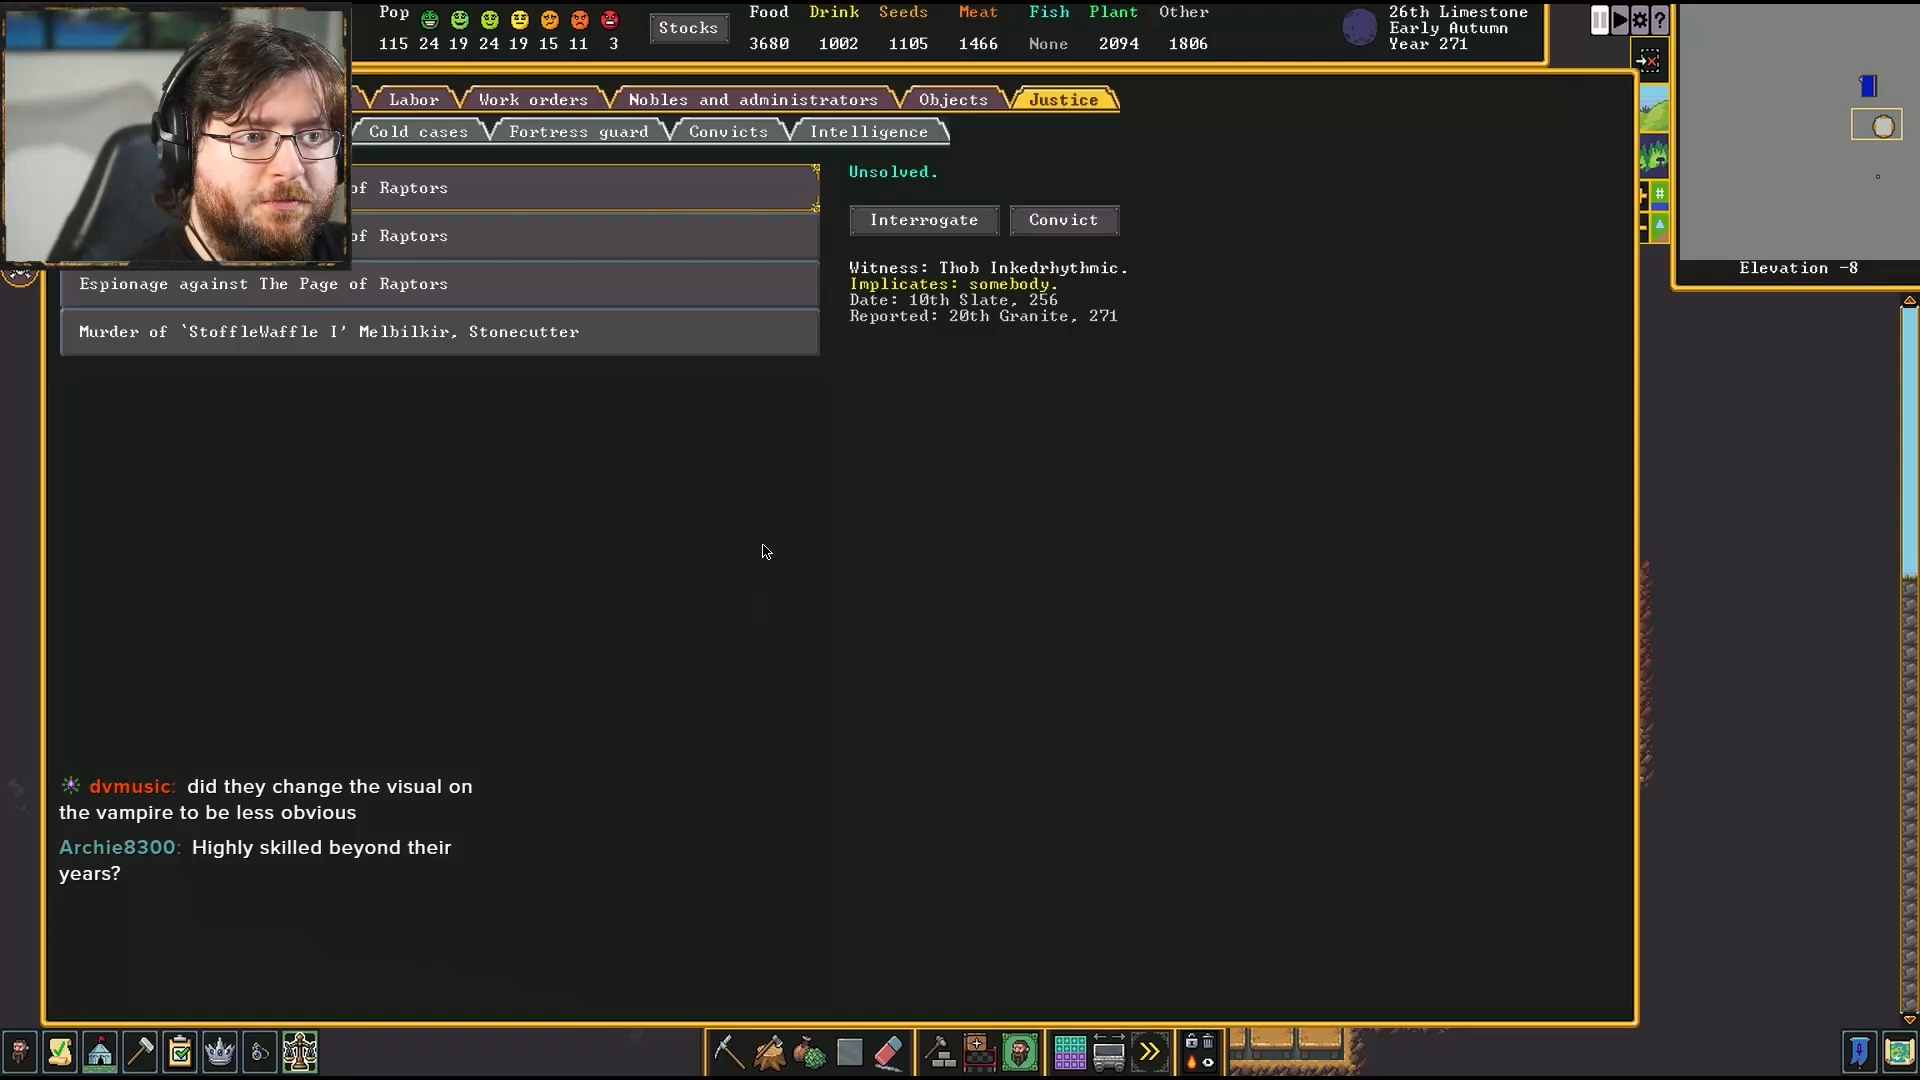 Pop
115 24 19 24 19 15 11 3
Stocks
Food Drink Seeds Meat Fish Plant Other
3680 1002 1105 1466 None 2094 1806
26th Limestone
Early Autumn
Year 271
Labor Work orders Nobles and administrators Objects Justice
Cold cases Fortress guard Convicts Intelligence
of Raptors
of Raptors
Espionage against The Page of Raptors
Murder of `StoffleWaffle I' Melbilkir, Stonecutter
Unsolved.
Interrogate Convict
Witness: Thob Inkedrhythmic.
Implicates: somebody.
Date: 10th Slate, 256
Reported: 20th Granite, 271
Elevation -8
dvmusic: did they change the visual on
the vampire to be less obvious
Archie8300: Highly skilled beyond their
years?